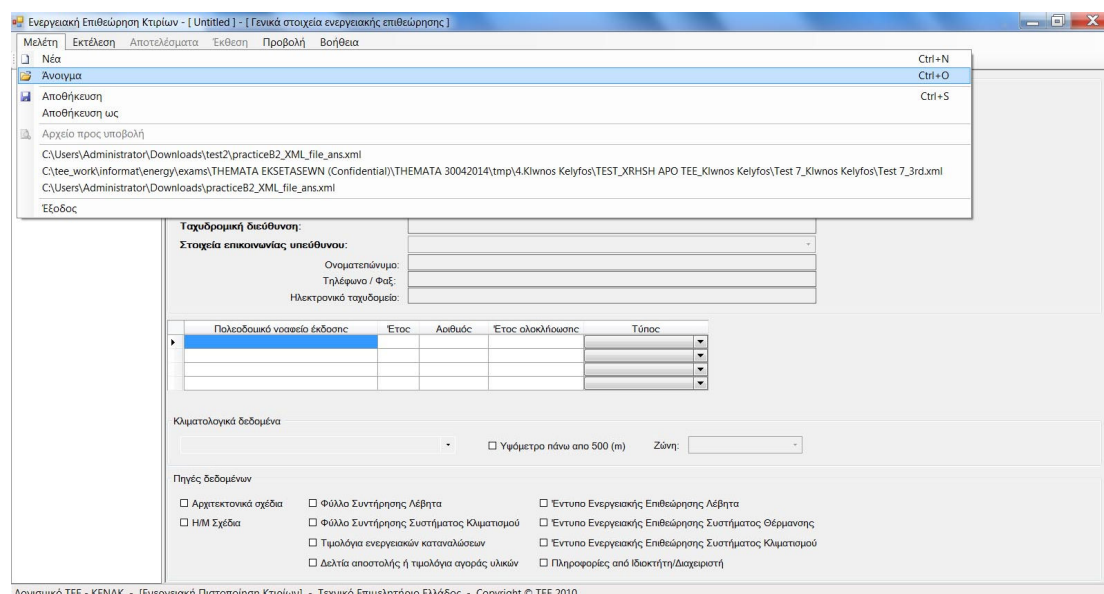 Ενεργειακή Επιθεώρηση Κτιρίων - [ Untitled ] - [ Γενικά στοιχεία ενεργειακής επιθεώρησης ]
Μελέτη Εκτέλεση Αποτελέσματα Έκθεση Προβολή Βοήθεια
Νέα Ctrl+N
Άνοιγμα Ctrl+O
Αποθήκευση Ctrl+S
Αποθήκευση ως
Αρχείο προς υποβολή
C:\Users\Administrator\Downloads\test2\practiceB2_XML_file_ans.xml
C:\tee_work\informat\energy\exams\THEMATA EKSETASEWN (Confidential)\THEMATA 30042014\tmp\4.Klwnos Kelyfos\TEST_XRHSH APO TEE_Klwnos Kelyfos\Test 7_Klwnos Kelyfos\Test 7_3rd.xml
C:\Users\Administrator\Downloads\practiceB2_XML_file_ans.xml
Έξοδος
Ταχυδρομική διεύθυνση:
Στοιχεία επικοινωνίας υπεύθυνου:
Ονοματεπώνυμο:
Τηλέφωνο / Φαξ:
Ηλεκτρονικό ταχυδομείο:
Πολεοδομικό γραφείο έκδοσης Έτος Αριθμός Έτος ολοκλήρωσης Τύπος
Κλιματολογικά δεδομένα
Υψόμετρο πάνω απο 500 (m) Ζώνη:
Πηγές δεδομένων
Αρχιτεκτονικά σχέδια Φύλλο Συντήρησης Λέβητα Έντυπο Ενεργειακής Επιθεώρησης Λέβητα
Η/Μ Σχέδια Φύλλο Συντήρησης Συστήματος Κλιματισμού Έντυπο Ενεργειακής Επιθεώρησης Συστήματος Θέρμανσης
Τιμολόγια ενεργειακών καταναλώσεων Έντυπο Ενεργειακής Επιθεώρησης Συστήματος Κλιματισμού
Δελτία αποστολής ή τιμολόγια αγοράς υλικών Πληροφορίες από Ιδιοκτήτη/Διαχειριστή
Λογισμικό ΤΕΕ - ΚΕΝΑΚ - [Ενεργειακή Πιστοποίηση Κτιρίων] - Τεχνικό Επιμελητήριο Ελλάδος - Copyright © ΤΕΕ 2010